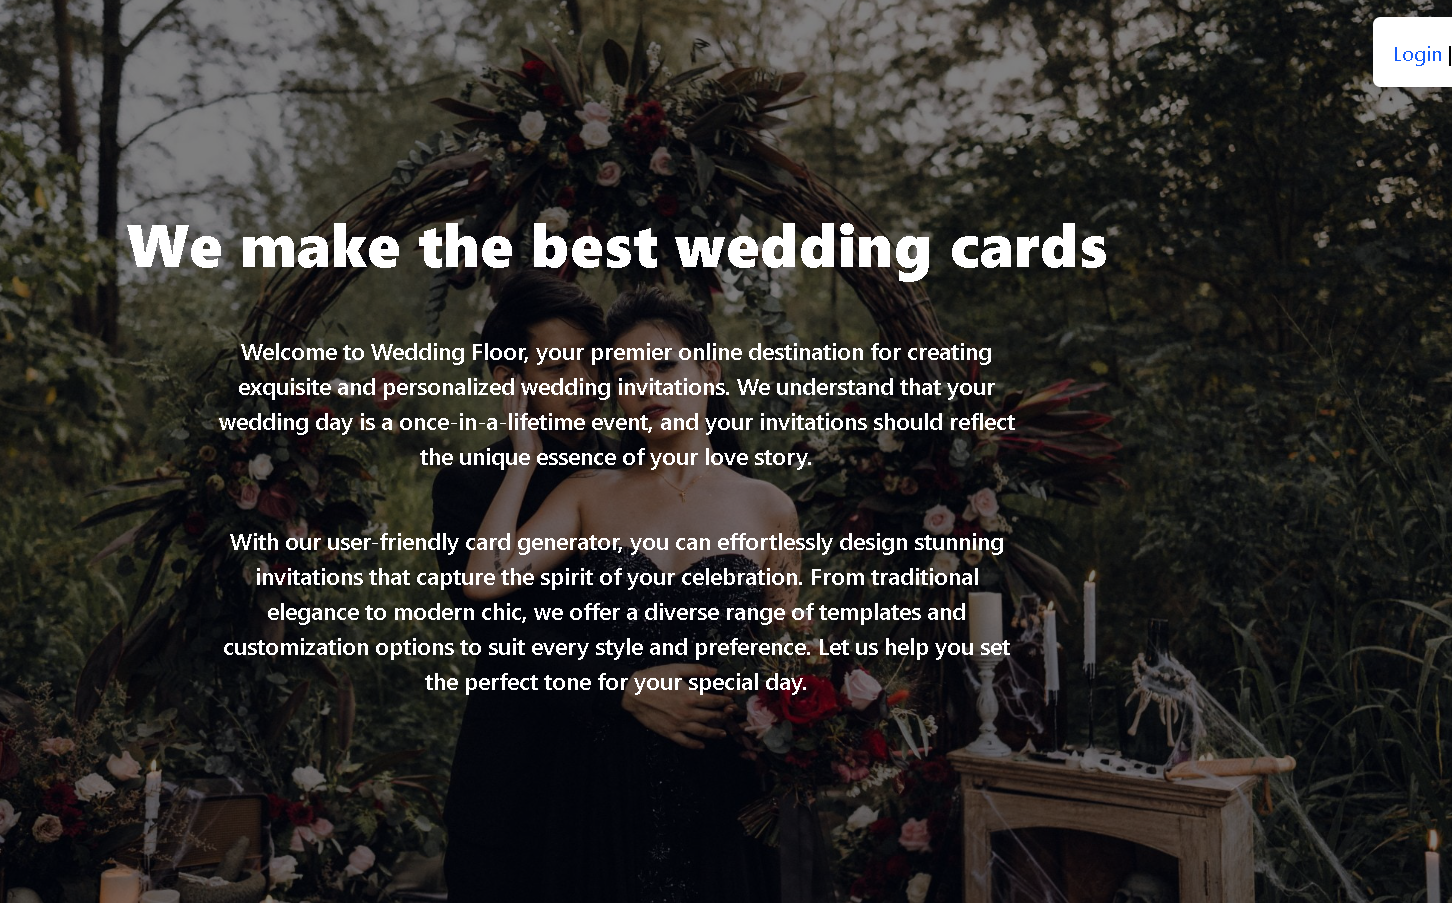 Login |
We make the best wedding cards
Welcome to Wedding Floor, your premier online destination for creating
exquisite and personalized wedding invitations. We understand that your
wedding day is a once-in-a-lifetime event, and your invitations should reflect
the unique essence of your love story.
With our user-friendly card generator, you can effortlessly design stunning
invitations that capture the spirit of your celebration. From traditional
elegance to modern chic, we offer a diverse range of templates and
customization options to suit every style and preference. Let us help you set
the perfect tone for your special day.